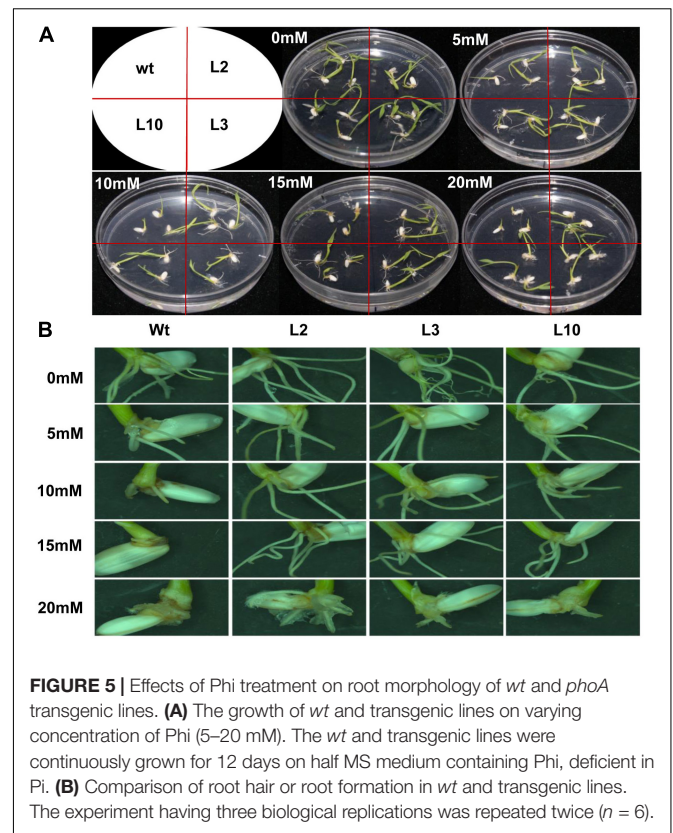 A
wt L2
L10 L3
0mM
5mM
10mM
15mM
20mM
B
Wt L2 L3 L10
0mM
5mM
10mM
15mM
20mM
FIGURE 5 | Effects of Phi treatment on root morphology of wt and phoA
transgenic lines. (A) The growth of wt and transgenic lines on varying
concentration of Phi (5–20 mM). The wt and transgenic lines were
continuously grown for 12 days on half MS medium containing Phi, deficient in
Pi. (B) Comparison of root hair or root formation in wt and transgenic lines.
The experiment having three biological replications was repeated twice (n = 6).